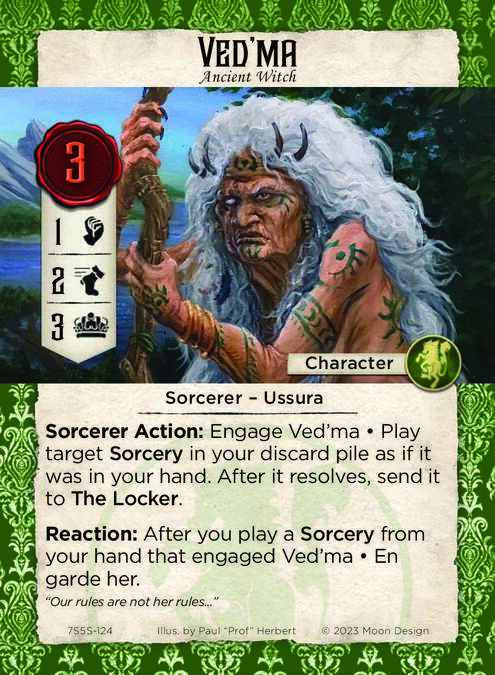 Ved'ma
Ancient Witch
3
1
2
3
Character
Sorcerer – Ussura
Sorcerer Action: Engage Ved'ma • Play
target Sorcery in your discard pile as if it
was in your hand. After it resolves, send it
to The Locker.
Reaction: After you play a Sorcery from
your hand that engaged Ved'ma • En
garde her.
"Our rules are not her rules..."
7S5S-124 Illus. by Paul "Prof" Herbert © 2023 Moon Design